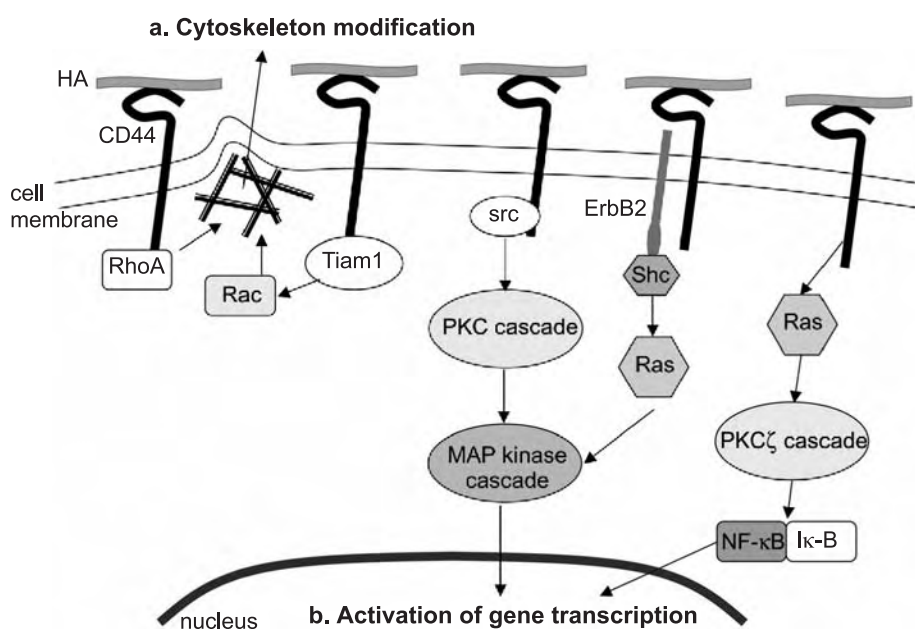 a. Cytoskeleton modification
HA
CD44
cell
membrane
RhoA
Rac
Tiam1
src
ErbB2
Shc
Ras
PKC cascade
Ras
MAP kinase
cascade
PKCζ cascade
NF-κB
Iκ-B
nucleus
b. Activation of gene transcription